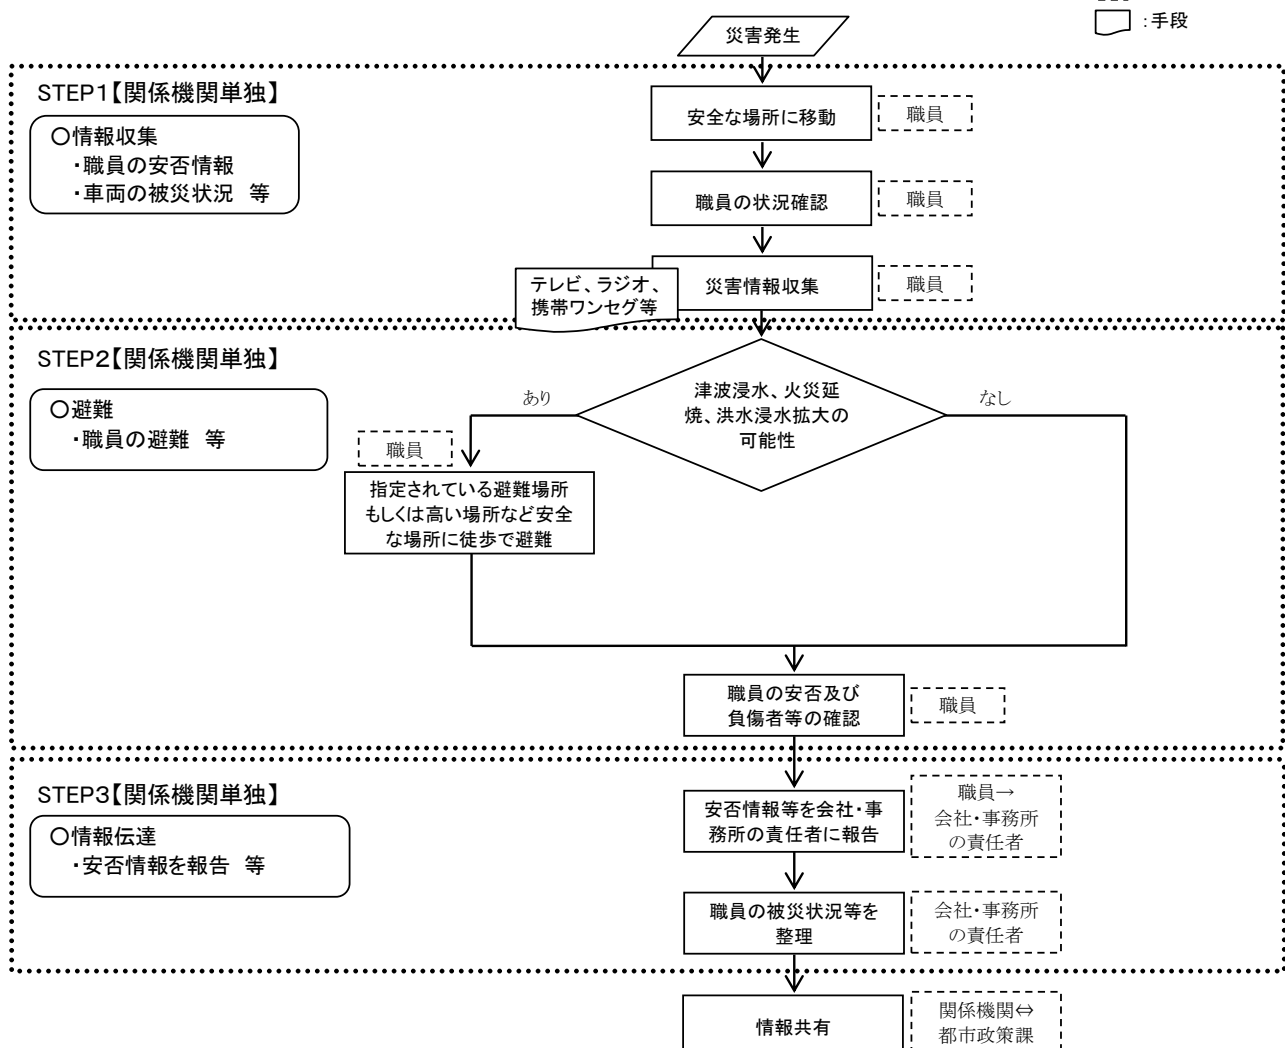 :手段
災害発生
STEP1【関係機関単独】
○情報収集
・職員の安否情報
・車両の被災状況 等
安全な場所に移動
職員
職員の状況確認
職員
テレビ、ラジオ、
携帯ワンセグ等
災害情報収集
職員
STEP2【関係機関単独】
○避難
・職員の避難 等
津波浸水、火災延
焼、洪水浸水拡大の
可能性
あり
なし
職員
指定されている避難場所
もしくは高い場所など安全
な場所に徒歩で避難
職員の安否及び
負傷者等の確認
職員
STEP3【関係機関単独】
○情報伝達
・安否情報を報告 等
安否情報等を会社・事
務所の責任者に報告
職員→
会社・事務所
の責任者
職員の被災状況等を
整理
会社・事務所
の責任者
情報共有
関係機関⇔
都市政策課